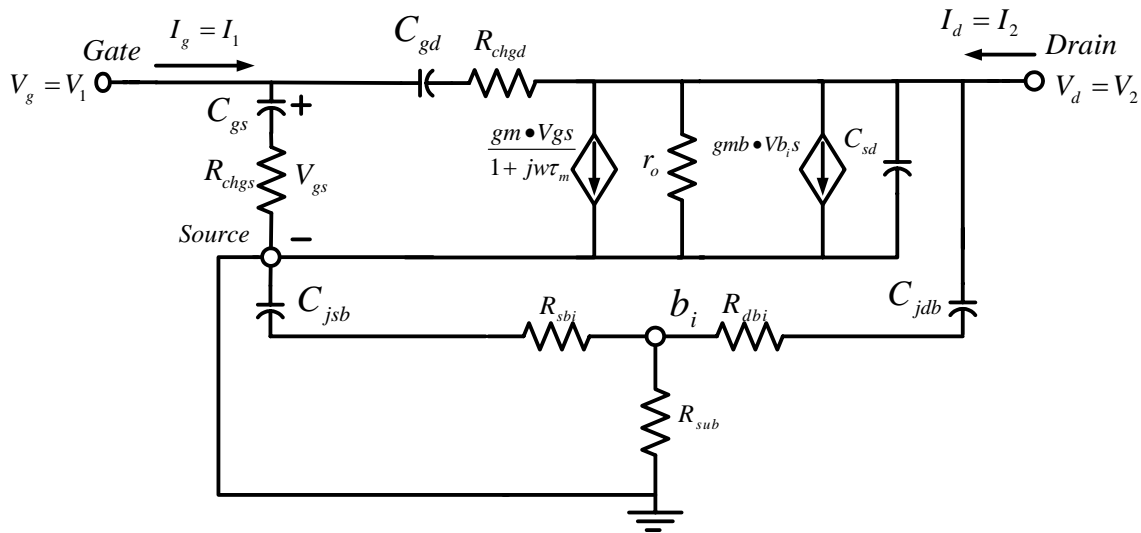 I_g = I_1
I_d = I_2
Gate
C_gd
R_chgd
Drain
V_g = V_1
V_d = V_2
C_gs
+
gm • Vgs
1 + jwτ_m
r_o
gmb • Vb_i s
C_sd
R_chgs
V_gs
Source
−
C_jsb
R_sbi
b_i
R_dbi
C_jdb
R_sub